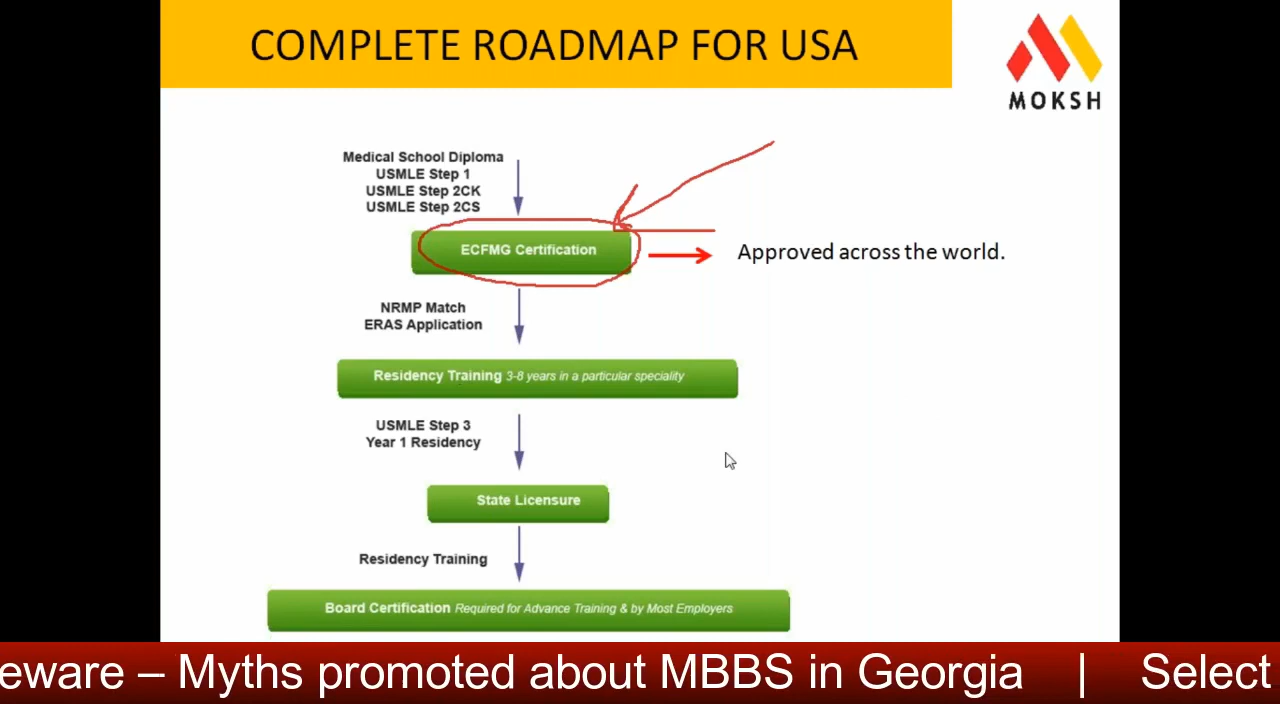 COMPLETE ROADMAP FOR USA
MOKSH
Medical School Diploma
USMLE Step 1
USMLE Step 2CK
USMLE Step 2CS
ECFMG Certification
Approved across the world.
NRMP Match
ERAS Application
Residency Training 3-8 years in a particular speciality
USMLE Step 3
Year 1 Residency
State Licensure
Residency Training
Board Certification Required for Advance Training & by Most Employers
eware – Myths promoted about MBBS in Georgia | Select